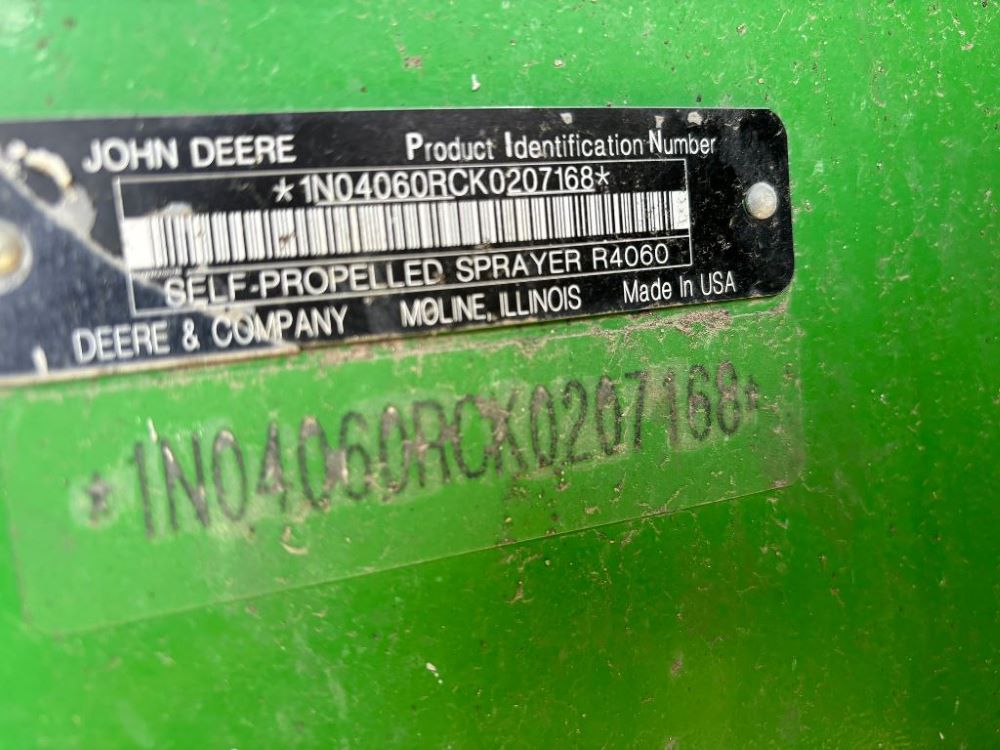 JOHN DEERE Product Identification Number
*1N04060RCK0207168*
SELF-PROPELLED SPRAYER R4060
DEERE & COMPANY MOLINE, ILLINOIS Made In USA
*1N04060RCK0207168*